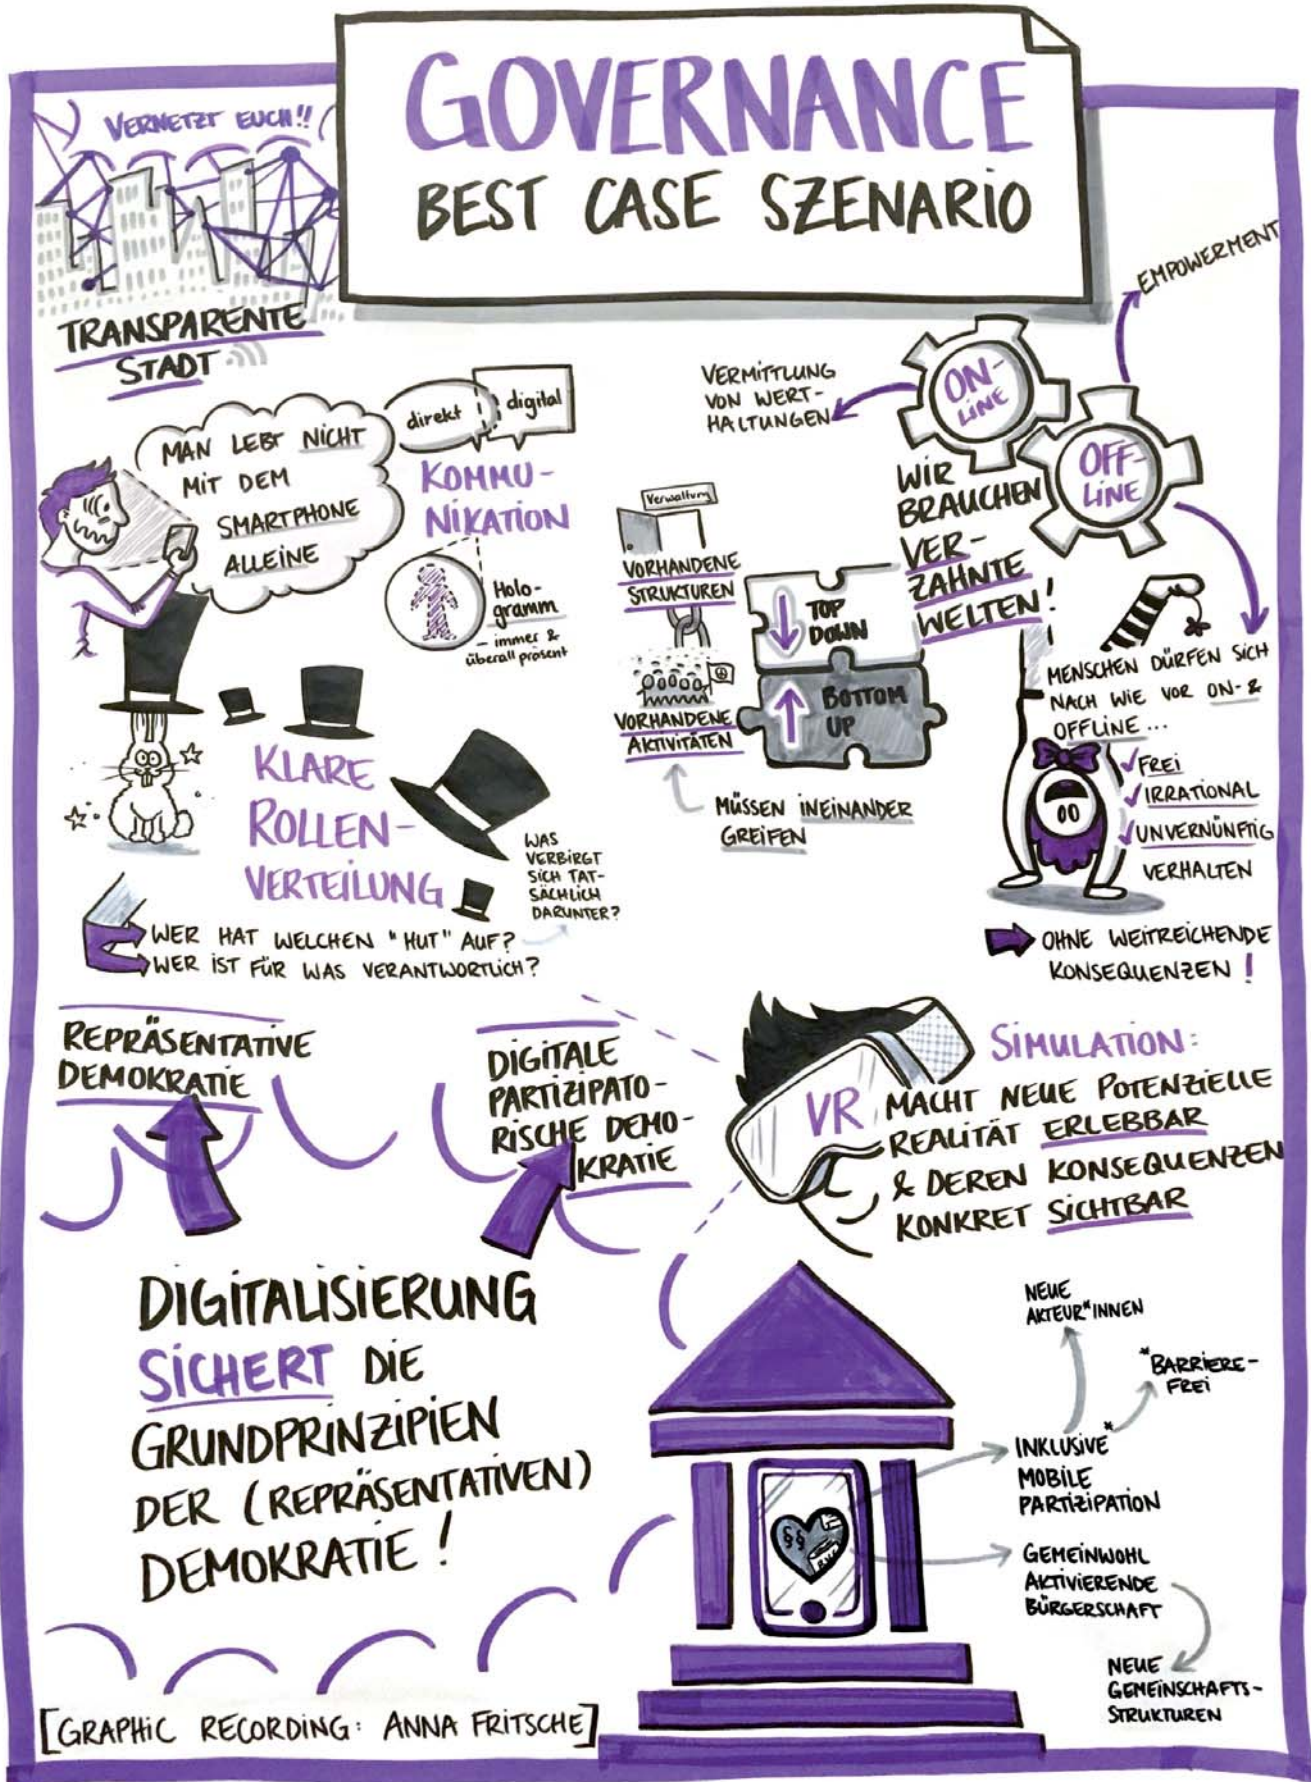 GOVERNANCE
BEST CASE SZENARIO
VERNETZT EUCH!!
TRANSPARENTE
STADT
MAN LEBT NICHT
MIT DEM
SMARTPHONE
ALLEINE
direkt
digital
KOMMU-
NIKATION
Holo-
gramm
immer &
überall präsent
KLARE
ROLLEN-
VERTEILUNG
WAS
VERBIRGT
SICH TAT-
SÄCHLICH
DARUNTER?
WER HAT WELCHEN "HUT" AUF?
WER IST FÜR WAS VERANTWORTLICH?
VERMITTLUNG
VON WERT-
HALTUNGEN
ON-
LINE
EMPOWERMENT
OFF-
LINE
WIR
BRAUCHEN
VER-
ZAHNTE
WELTEN!
Verwaltung
VORHANDENE
STRUKTUREN
TOP
DOWN
BOTTOM
UP
VORHANDENE
AKTIVITÄTEN
MÜSSEN INEINANDER
GREIFEN
MENSCHEN DÜRFEN SICH
NACH WIE VOR ON- &
OFFLINE...
FREI
IRRATIONAL
UNVERNÜNFTIG
VERHALTEN
OHNE WEITREICHENDE
KONSEQUENZEN!
REPRÄSENTATIVE
DEMOKRATIE
DIGITALE
PARTIZIPATO-
RISCHE DEMO-
KRATIE
SIMULATION:
VR MACHT NEUE POTENZIELLE
REALITÄT ERLEBBAR
& DEREN KONSEQUENZEN
KONKRET SICHTBAR
DIGITALISIERUNG
SICHERT DIE
GRUNDPRINZIPIEN
DER (REPRÄSENTATIVEN)
DEMOKRATIE!
§§
NEUE
AKTEUR*INNEN
*BARRIERE-
FREI
INKLUSIVE*
MOBILE
PARTIZIPATION
GEMEINWOHL
AKTIVIERENDE
BÜRGERSCHAFT
NEUE
GEMEINSCHAFTS-
STRUKTUREN
[GRAPHIC RECORDING: ANNA FRITSCHE]